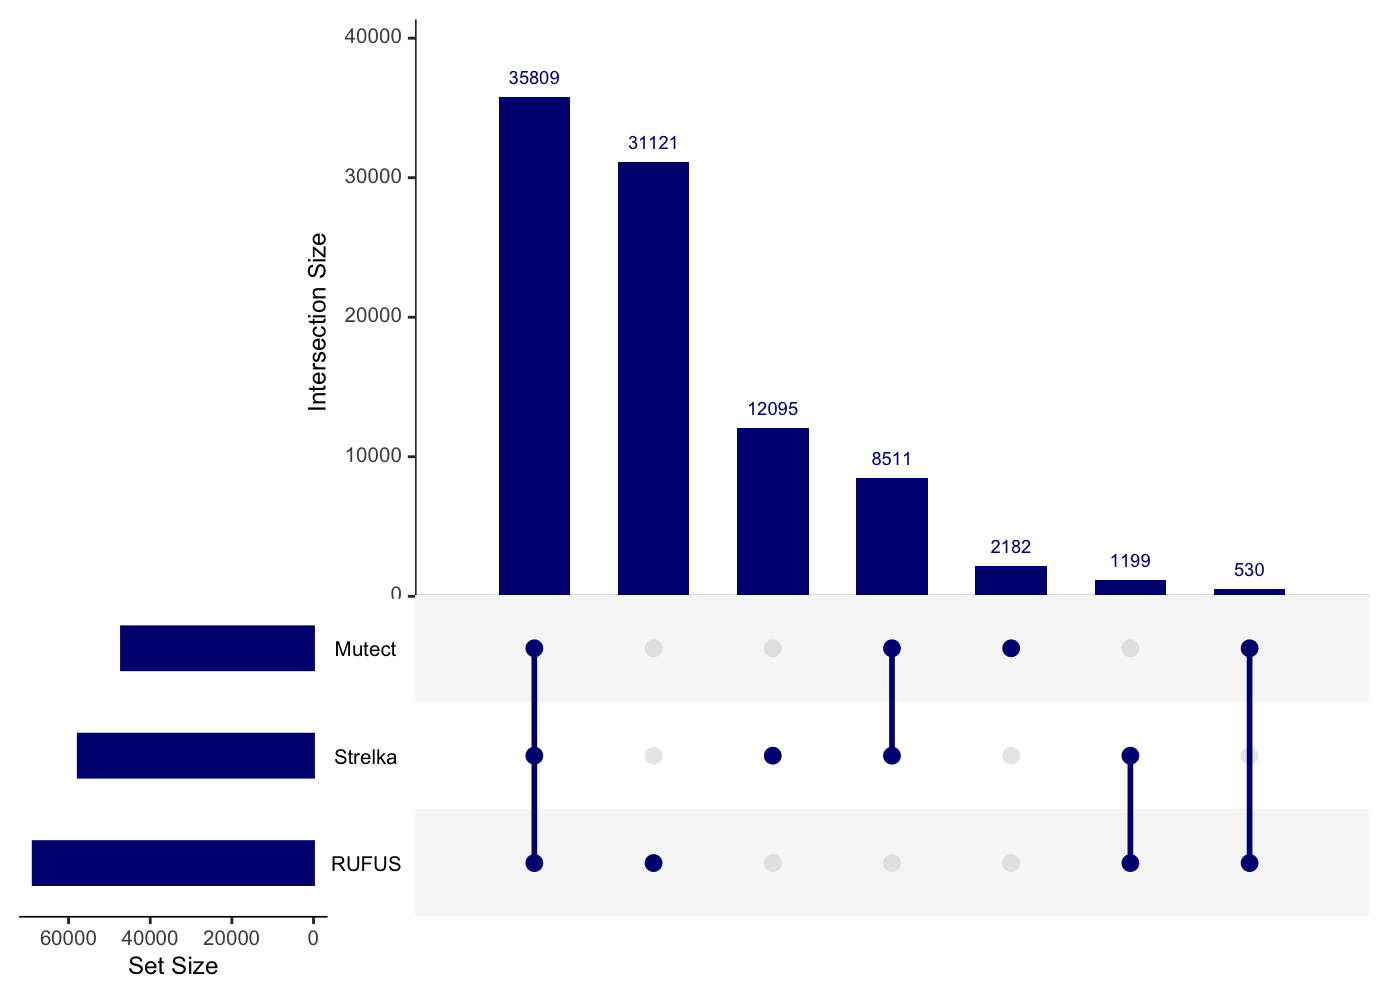 40000
30000
20000
10000
0
Intersection Size
35809
31121
12095
8511
2182
1199
530
Mutect
Strelka
RUFUS
60000 40000 20000 0
Set Size